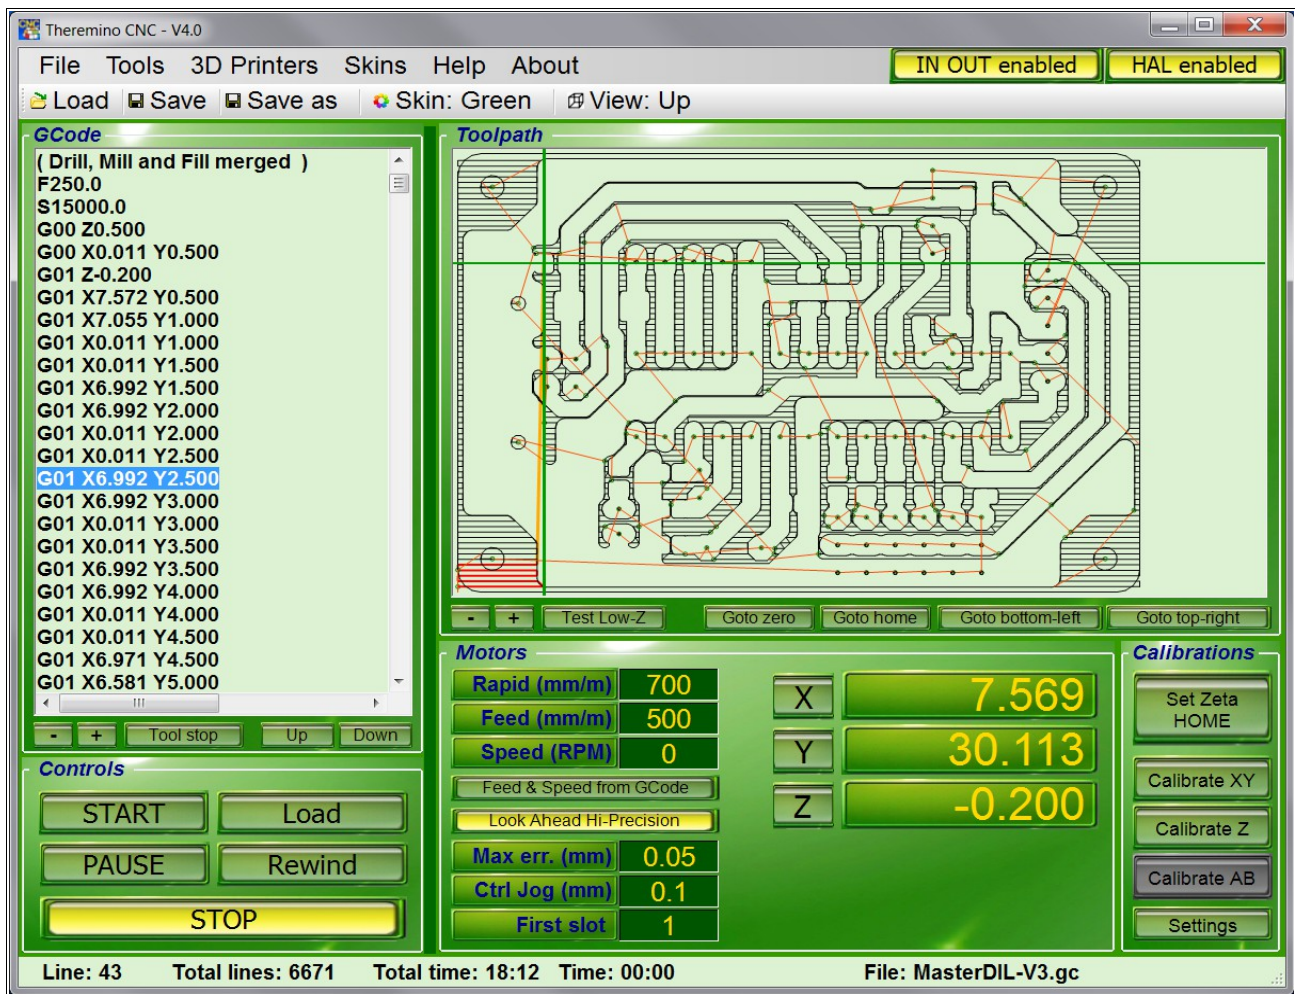 Theremino CNC - V4.0
File Tools 3D Printers Skins Help About IN OUT enabled HAL enabled
Load Save Save as Skin: Green View: Up
GCode
( Drill, Mill and Fill merged )
F250.0
S15000.0
G00 Z0.500
G00 X0.011 Y0.500
G01 Z-0.200
G01 X7.572 Y0.500
G01 X7.055 Y1.000
G01 X0.011 Y1.000
G01 X0.011 Y1.500
G01 X6.992 Y1.500
G01 X6.992 Y2.000
G01 X0.011 Y2.000
G01 X0.011 Y2.500
G01 X6.992 Y2.500
G01 X6.992 Y3.000
G01 X0.011 Y3.000
G01 X0.011 Y3.500
G01 X6.992 Y3.500
G01 X6.992 Y4.000
G01 X0.011 Y4.000
G01 X0.011 Y4.500
G01 X6.971 Y4.500
G01 X6.581 Y5.000
- + Tool stop Up Down
Toolpath
- + Test Low-Z Goto zero Goto home Goto bottom-left Goto top-right
Controls
START Load
PAUSE Rewind
STOP
Motors
Rapid (mm/m) 700
Feed (mm/m) 500
Speed (RPM) 0
Feed & Speed from GCode
Look Ahead Hi-Precision
Max err. (mm) 0.05
Ctrl Jog (mm) 0.1
First slot 1
X 7.569
Y 30.113
Z -0.200
Calibrations
Set Zeta
HOME
Calibrate XY
Calibrate Z
Calibrate AB
Settings
Line: 43 Total lines: 6671 Total time: 18:12 Time: 00:00 File: MasterDIL-V3.gc